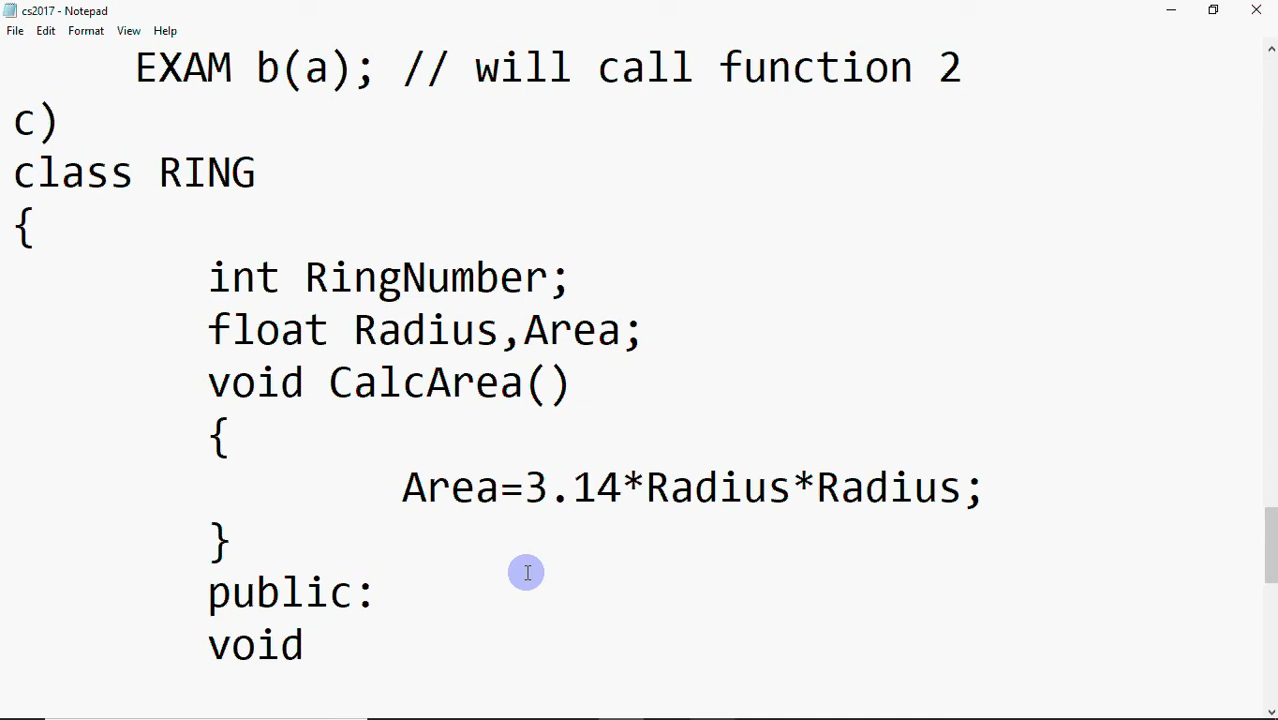 cs2017 - Notepad
File Edit Format View Help
EXAM b(a); // will call function 2
c)
class RING
{
int RingNumber;
float Radius,Area;
void CalcArea()
{
Area=3.14*Radius*Radius;
}
public:
void